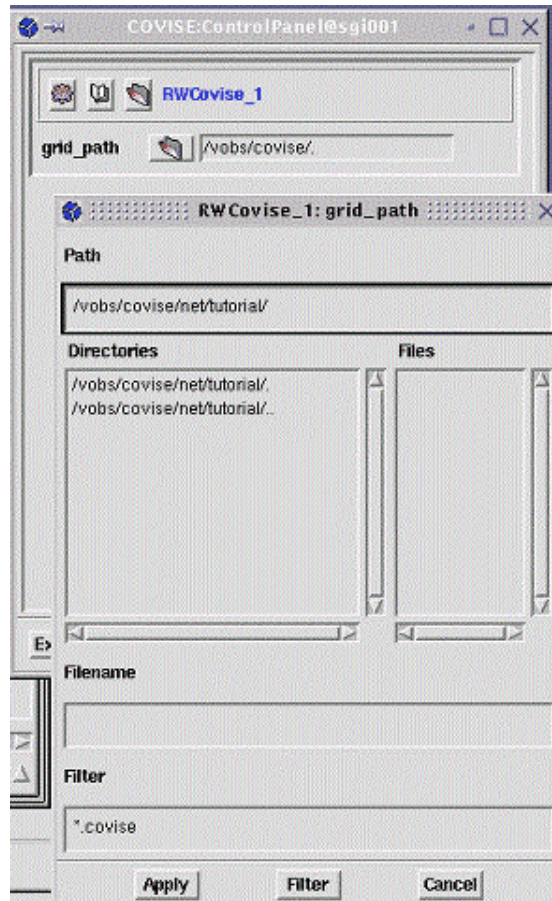 COVISE:ControlPanel@sgi001
RWCovise_1
grid_path /vobs/covise/.
RWCovise_1: grid_path
Path
/vobs/covise/net/tutorial/
Directories Files
/vobs/covise/net/tutorial/.
/vobs/covise/net/tutorial/..
Filename
Filter
*.covise
Apply Filter Cancel